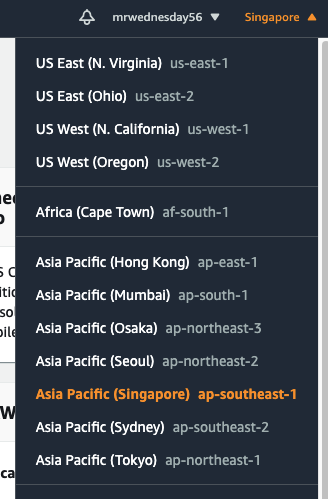 mrwednesday56 ▼ Singapore ▲
US East (N. Virginia) us-east-1
US East (Ohio) us-east-2
US West (N. California) us-west-1
US West (Oregon) us-west-2
Africa (Cape Town) af-south-1
Asia Pacific (Hong Kong) ap-east-1
Asia Pacific (Mumbai) ap-south-1
Asia Pacific (Osaka) ap-northeast-3
Asia Pacific (Seoul) ap-northeast-2
Asia Pacific (Singapore) ap-southeast-1
Asia Pacific (Sydney) ap-southeast-2
Asia Pacific (Tokyo) ap-northeast-1